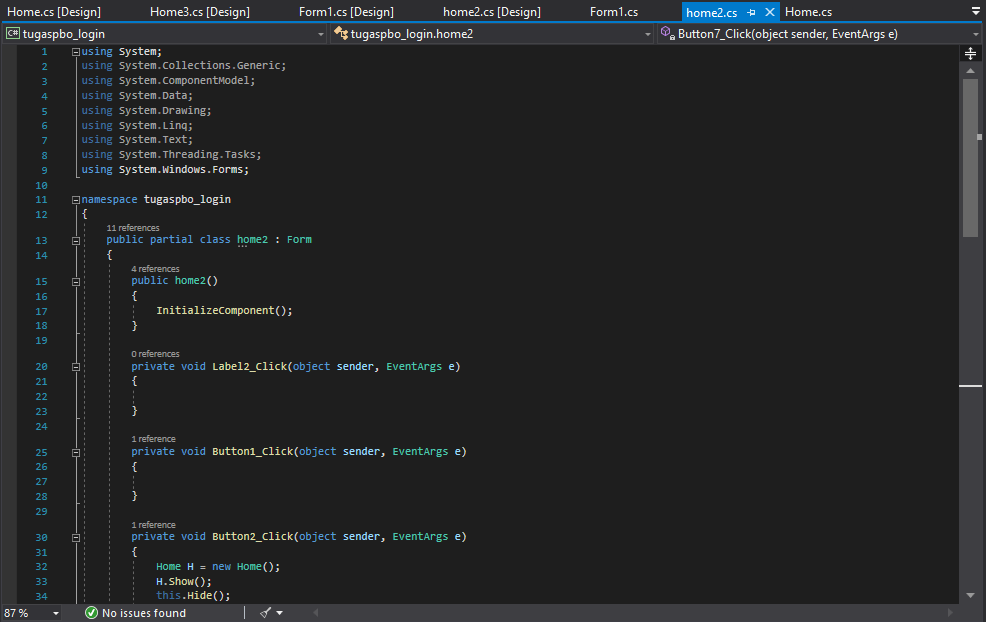 Home.cs [Design] Home3.cs [Design] Form1.cs [Design] home2.cs [Design] Form1.cs home2.cs Home.cs
C# tugaspbo_login tugaspbo_login.home2 Button7_Click(object sender, EventArgs e)
1 using System;
2 using System.Collections.Generic;
3 using System.ComponentModel;
4 using System.Data;
5 using System.Drawing;
6 using System.Linq;
7 using System.Text;
8 using System.Threading.Tasks;
9 using System.Windows.Forms;
10
11 namespace tugaspbo_login
12 {
11 references
13 public partial class home2 : Form
14 {
4 references
15 public home2()
16 {
17 InitializeComponent();
18 }
19
0 references
20 private void Label2_Click(object sender, EventArgs e)
21 {
22
23 }
24
1 reference
25 private void Button1_Click(object sender, EventArgs e)
26 {
27
28 }
29
1 reference
30 private void Button2_Click(object sender, EventArgs e)
31 {
32 Home H = new Home();
33 H.Show();
34 this.Hide();
87 % No issues found